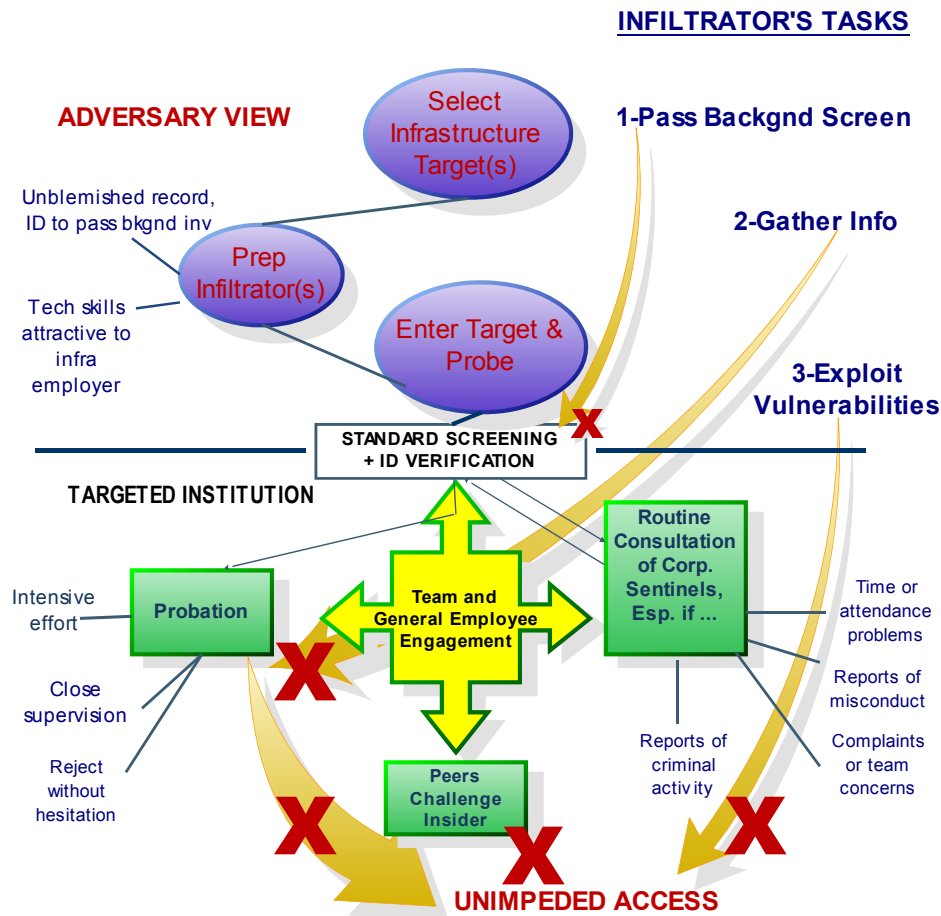 INFILTRATOR'S TASKS
ADVERSARY VIEW
Select
Infrastructure
Target(s)
1-Pass Backgnd Screen
Unblemished record,
ID to pass bkgnd inv
2-Gather Info
Prep
Infiltrator(s)
Tech skills
attractive to
infra
employer
Enter Target &
Probe
3-Exploit
Vulnerabilities
X
STANDARD SCREENING
+ ID VERIFICATION
TARGETED INSTITUTION
Routine
Consultation
of Corp.
Sentinels,
Esp. if ...
Intensive
effort
Probation
Team and
General Employee
Engagement
Time or
attendance
problems
X
Close
supervision
Reports of
misconduct
Reports of
criminal
activity
Complaints
or team
concerns
Reject
without
hesitation
Peers
Challenge
Insider
X
X
X
UNIMPEDED ACCESS